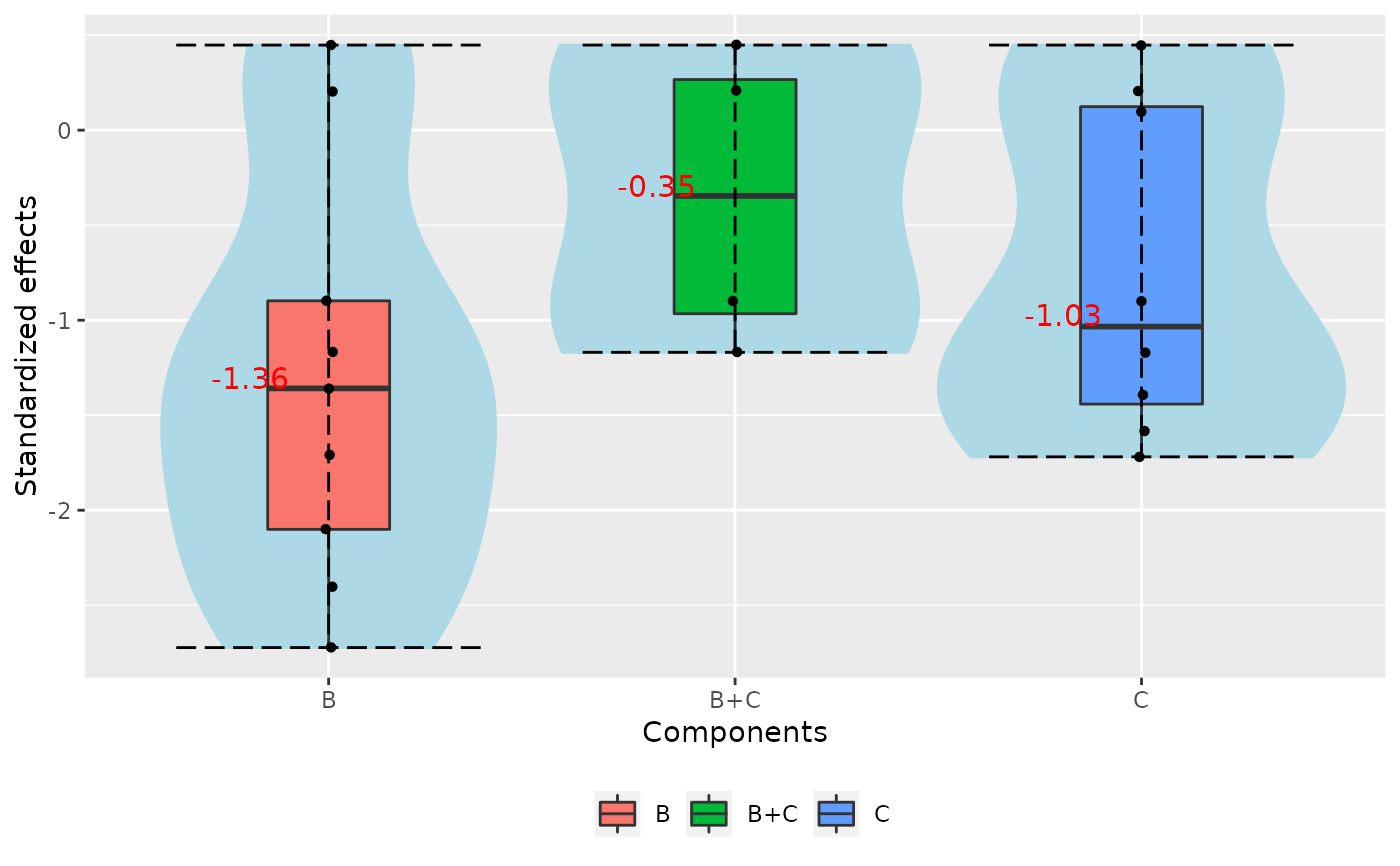 Standardized effects
0
-1
-2
-0.35
-1.03
-1.36
B B+C C
Components
B B+C C